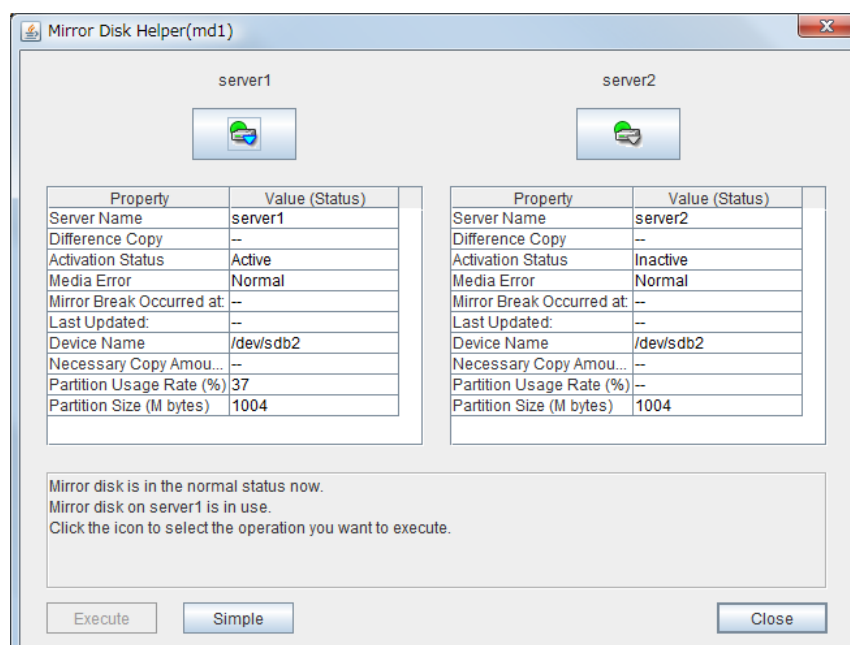 Mirror Disk Helper(md1)
server1
server2
Property Value (Status)
Server Name server1
Difference Copy --
Activation Status Active
Media Error Normal
Mirror Break Occurred at: --
Last Updated: --
Device Name /dev/sdb2
Necessary Copy Amou... --
Partition Usage Rate (%) 37
Partition Size (M bytes) 1004
Property Value (Status)
Server Name server2
Difference Copy --
Activation Status Inactive
Media Error Normal
Mirror Break Occurred at: --
Last Updated: --
Device Name /dev/sdb2
Necessary Copy Amou... --
Partition Usage Rate (%) --
Partition Size (M bytes) 1004
Mirror disk is in the normal status now.
Mirror disk on server1 is in use.
Click the icon to select the operation you want to execute.
Execute Simple Close